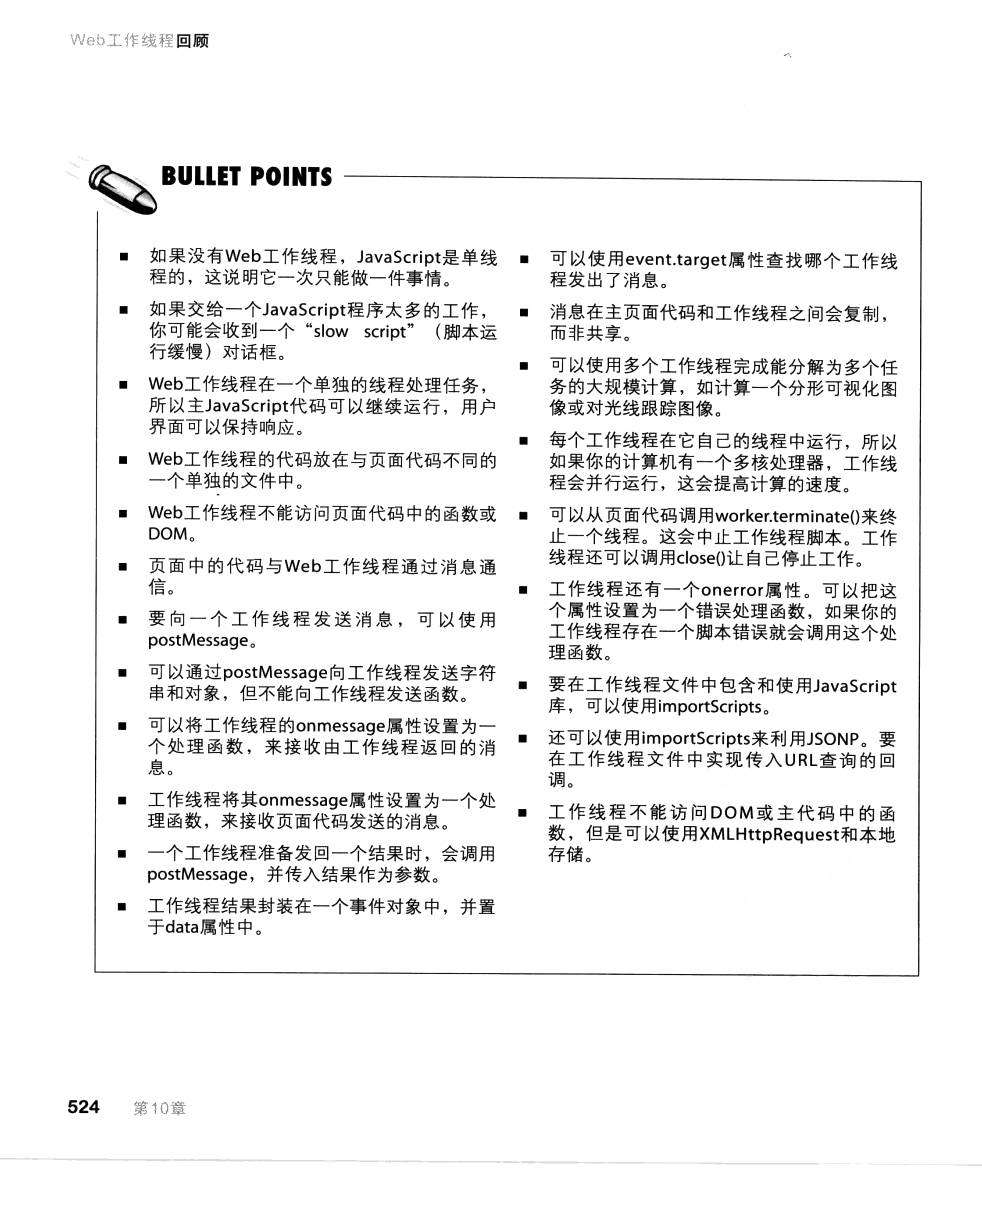 Web工作线程回顾
BULLET POINTS
■ 如果没有Web工作线程，JavaScript是单线
程的，这说明它一次只能做一件事情。
■ 如果交给一个JavaScript程序太多的工作，
你可能会收到一个“slow script”（脚本运
行缓慢）对话框。
■ Web工作线程在一个单独的线程处理任务，
所以主JavaScript代码可以继续运行，用户
界面可以保持响应。
■ Web工作线程的代码放在与页面代码不同的
一个单独的文件中。
■ Web工作线程不能访问页面代码中的函数或
DOM。
■ 页面中的代码与Web工作线程通过消息通
信。
■ 要向一个工作线程发送消息，可以使用
postMessage。
■ 可以通过postMessage向工作线程发送字符
串和对象，但不能向工作线程发送函数。
■ 可以将工作线程的onmessage属性设置为一
个处理函数，来接收由工作线程返回的消
息。
■ 工作线程将其onmessage属性设置为一个处
理函数，来接收页面代码发送的消息。
■ 一个工作线程准备发回一个结果时，会调用
postMessage，并传入结果作为参数。
■ 工作线程结果封装在一个事件对象中，并置
于data属性中。
■ 可以使用event.target属性查找哪个工作线
程发出了消息。
■ 消息在主页面代码和工作线程之间会复制，
而非共享。
■ 可以使用多个工作线程完成能分解为多个任
务的大规模计算，如计算一个分形可视化图
像或对光线跟踪图像。
■ 每个工作线程在它自己的线程中运行，所以
如果你的计算机有一个多核处理器，工作线
程会并行运行，这会提高计算的速度。
■ 可以从页面代码调用worker.terminate()来终
止一个线程。这会中止工作线程脚本。工作
线程还可以调用close()让自己停止工作。
■ 工作线程还有一个onerror属性。可以把这
个属性设置为一个错误处理函数，如果你的
工作线程存在一个脚本错误就会调用这个处
理函数。
■ 要在工作线程文件中包含和使用JavaScript
库，可以使用importScripts。
■ 还可以使用importScripts来利用JSONP。要
在工作线程文件中实现传入URL查询的回
调。
■ 工作线程不能访问DOM或主代码中的函
数，但是可以使用XMLHttpRequest和本地
存储。
524 第10章